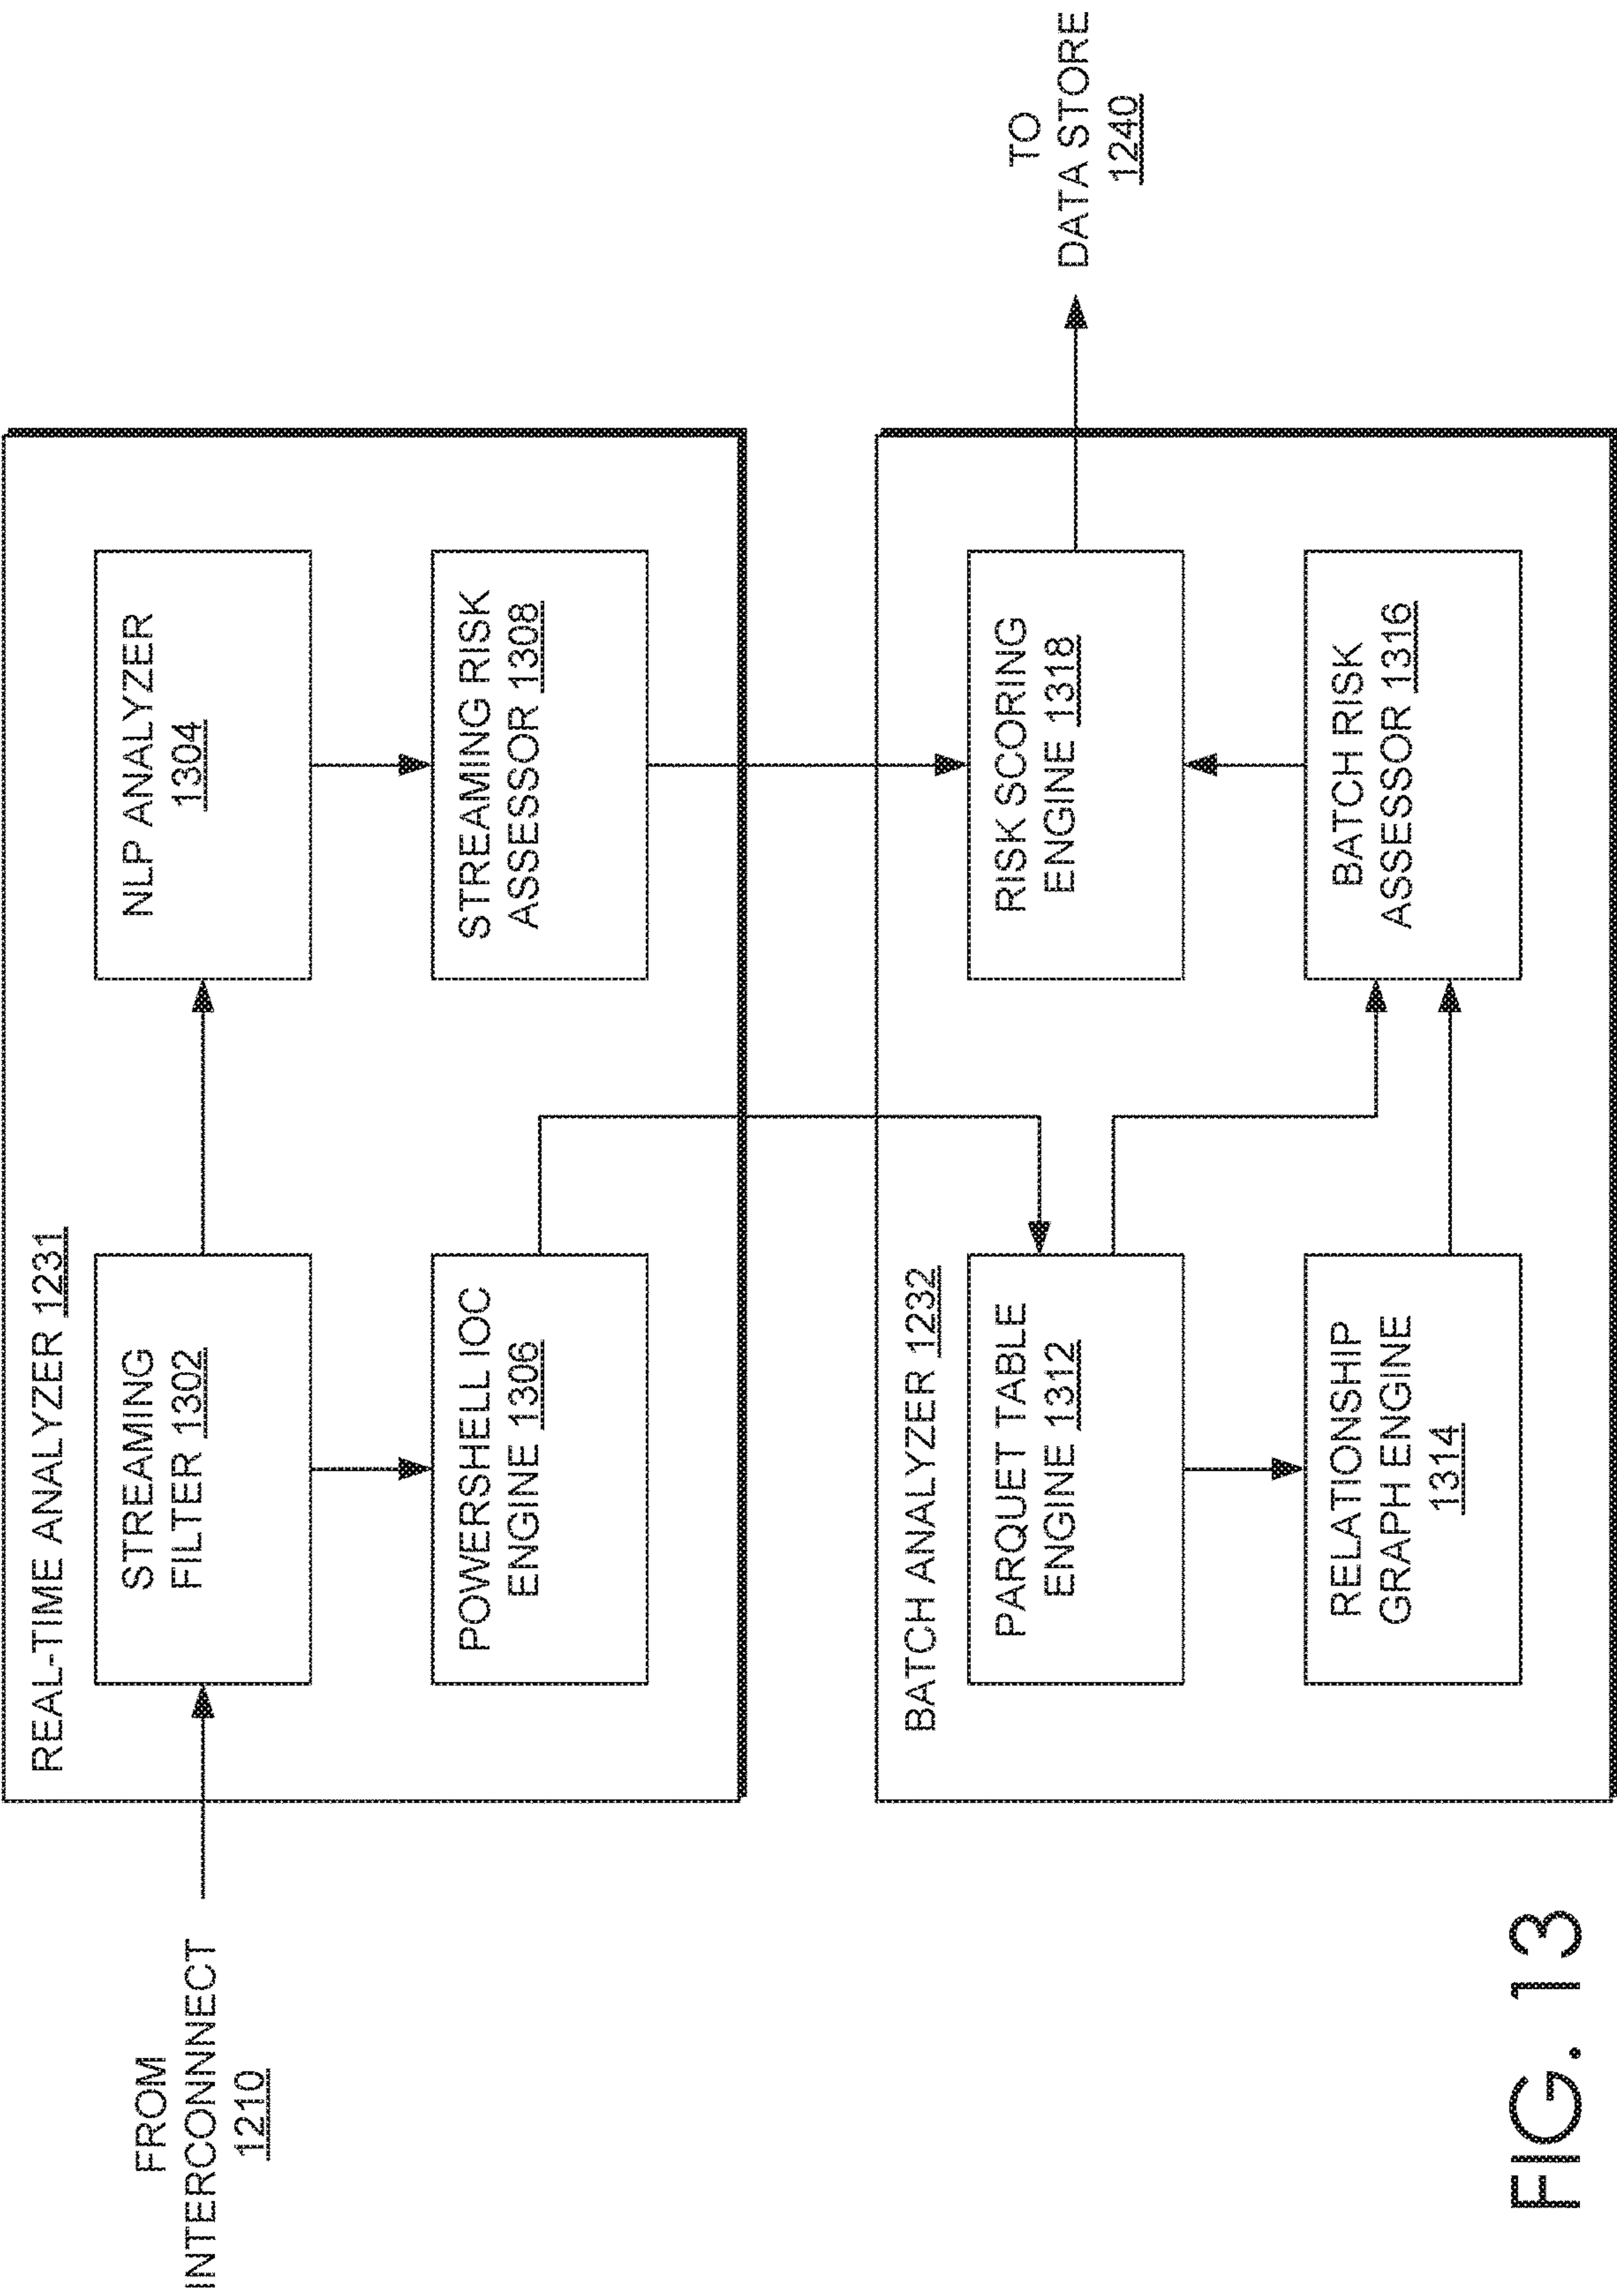 FROM
INTERCONNECT
1210
REAL-TIME ANALYZER 1231
STREAMING
FILTER 1302
NLP ANALYZER
1304
POWERSHELL IOC
ENGINE 1306
STREAMING RISK
ASSESSOR 1308
BATCH ANALYZER 1232
PARQUET TABLE
ENGINE 1312
RISK SCORING
ENGINE 1318
TO
DATA STORE
1240
RELATIONSHIP
GRAPH ENGINE
1314
BATCH RISK
ASSESSOR 1316
FIG. 13